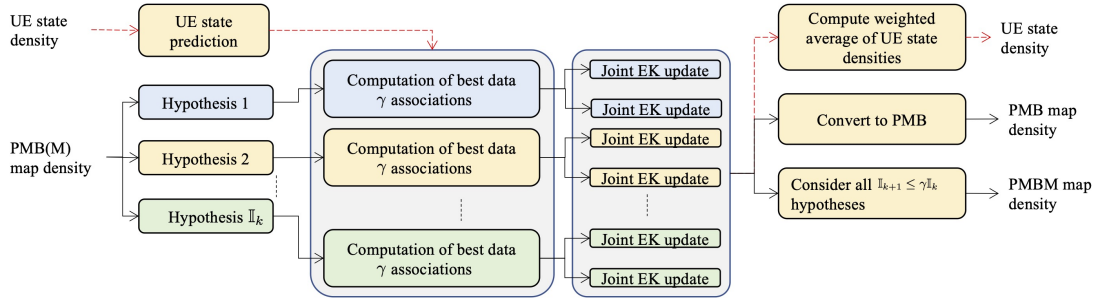 UE state
density
UE state
prediction
PMB(M)
map density
Hypothesis 1
Hypothesis 2
Hypothesis 𝕀ₖ
Computation of best data
γ associations
Computation of best data
γ associations
Computation of best data
γ associations
Joint EK update
Joint EK update
Joint EK update
Joint EK update
Joint EK update
Joint EK update
Compute weighted
average of UE state
densities
UE state
density
Convert to PMB
PMB map
density
Consider all 𝕀ₖ₊₁ ≤ γ𝕀ₖ
hypotheses
PMBM map
density